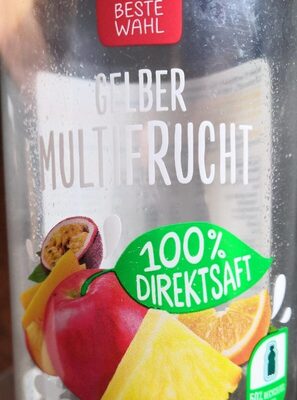 BESTE
WAHL
GELBER
MULTIFRUCHT
100%
DIREKTSAFT